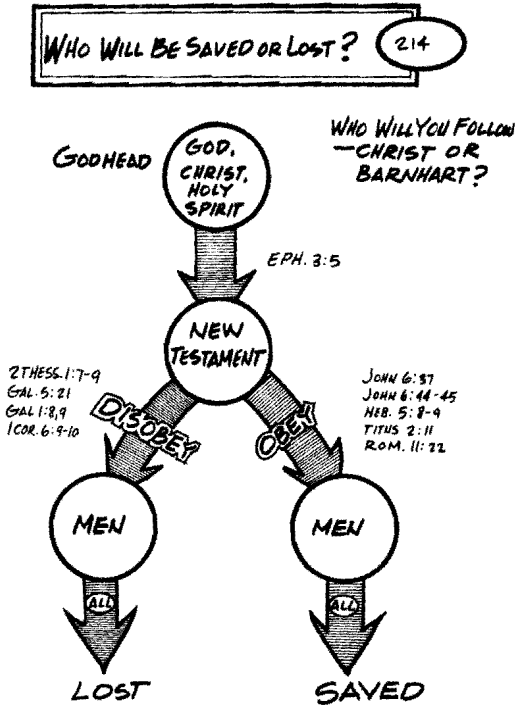 WHO WILL BE SAVED OR LOST?
214
WHO WILL YOU FOLLOW
—CHRIST OR
BARNHART?
GODHEAD
GOD,
CHRIST,
HOLY
SPIRIT
EPH. 3:5
NEW
TESTAMENT
2 THESS. 1:7-9
GAL. 5:21
GAL 1:8,9
1 COR. 6:9-10
DISOBEY
OBEY
JOHN 6:37
JOHN 6:44-45
HEB. 5:8-9
TITUS 2:11
ROM. 11:22
MEN
MEN
ALL
ALL
LOST
SAVED